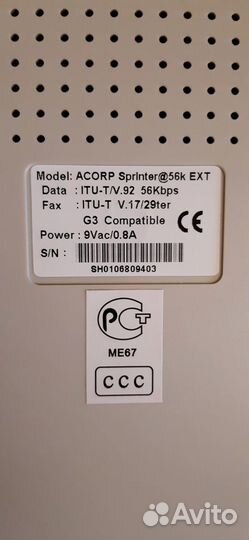 Model: ACORP Sprinter@56k EXT
Data : ITU-T/V.92 56Kbps
Fax : ITU-T V.17/29ter
G3 Compatible
CE
Power : 9Vac/0.8A
S/N :
SH0106809403
PCT
ME67
CCC
Avito